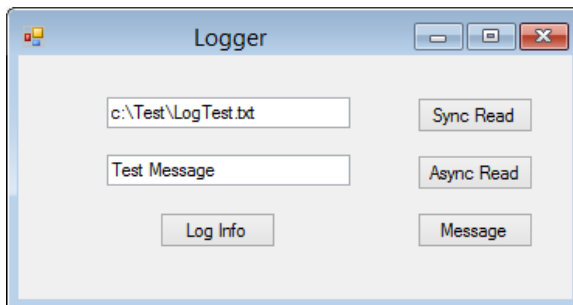 Logger
c:\Test\LogTest.txt
Sync Read
Test Message
Async Read
Log Info
Message